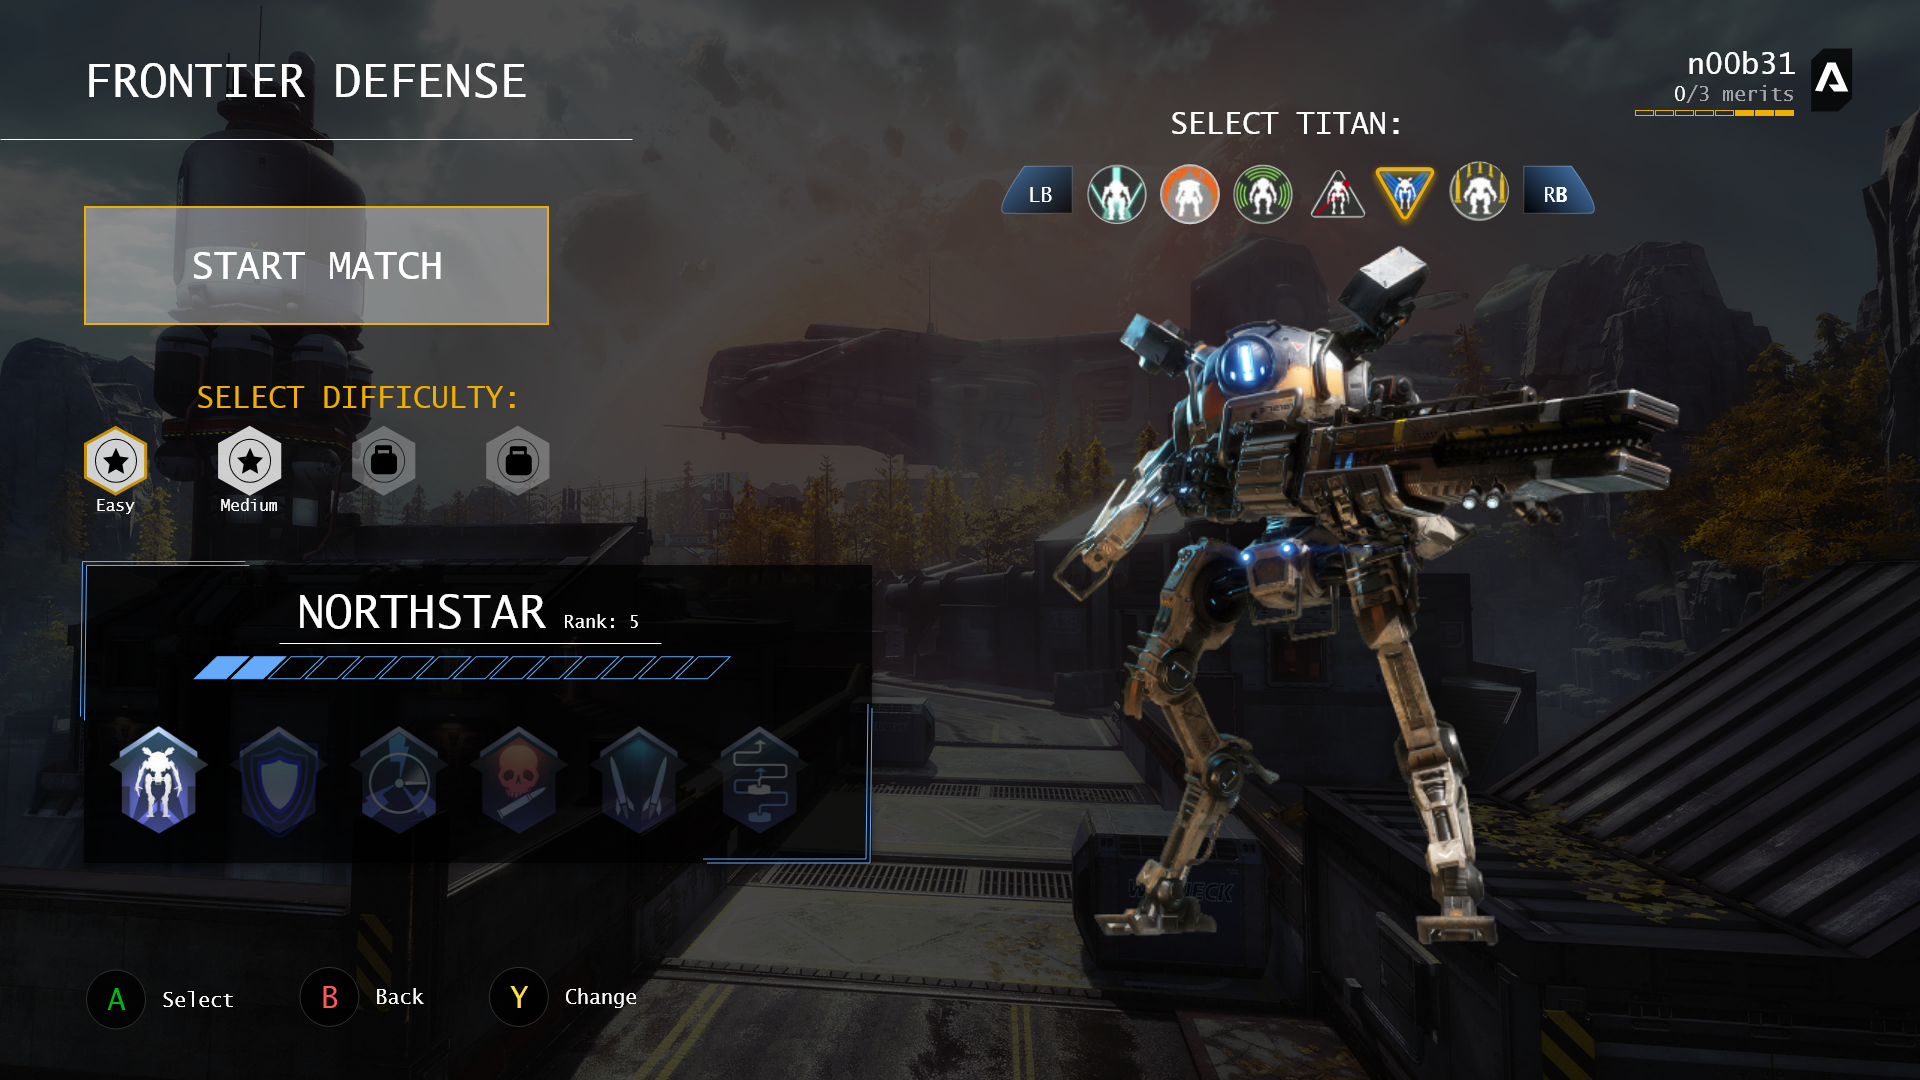 FRONTIER DEFENSE
n00b31
0/3 merits
SELECT TITAN:
LB
RB
START MATCH
SELECT DIFFICULTY:
Easy
Medium
NORTHSTAR Rank: 5
A Select
B Back
Y Change